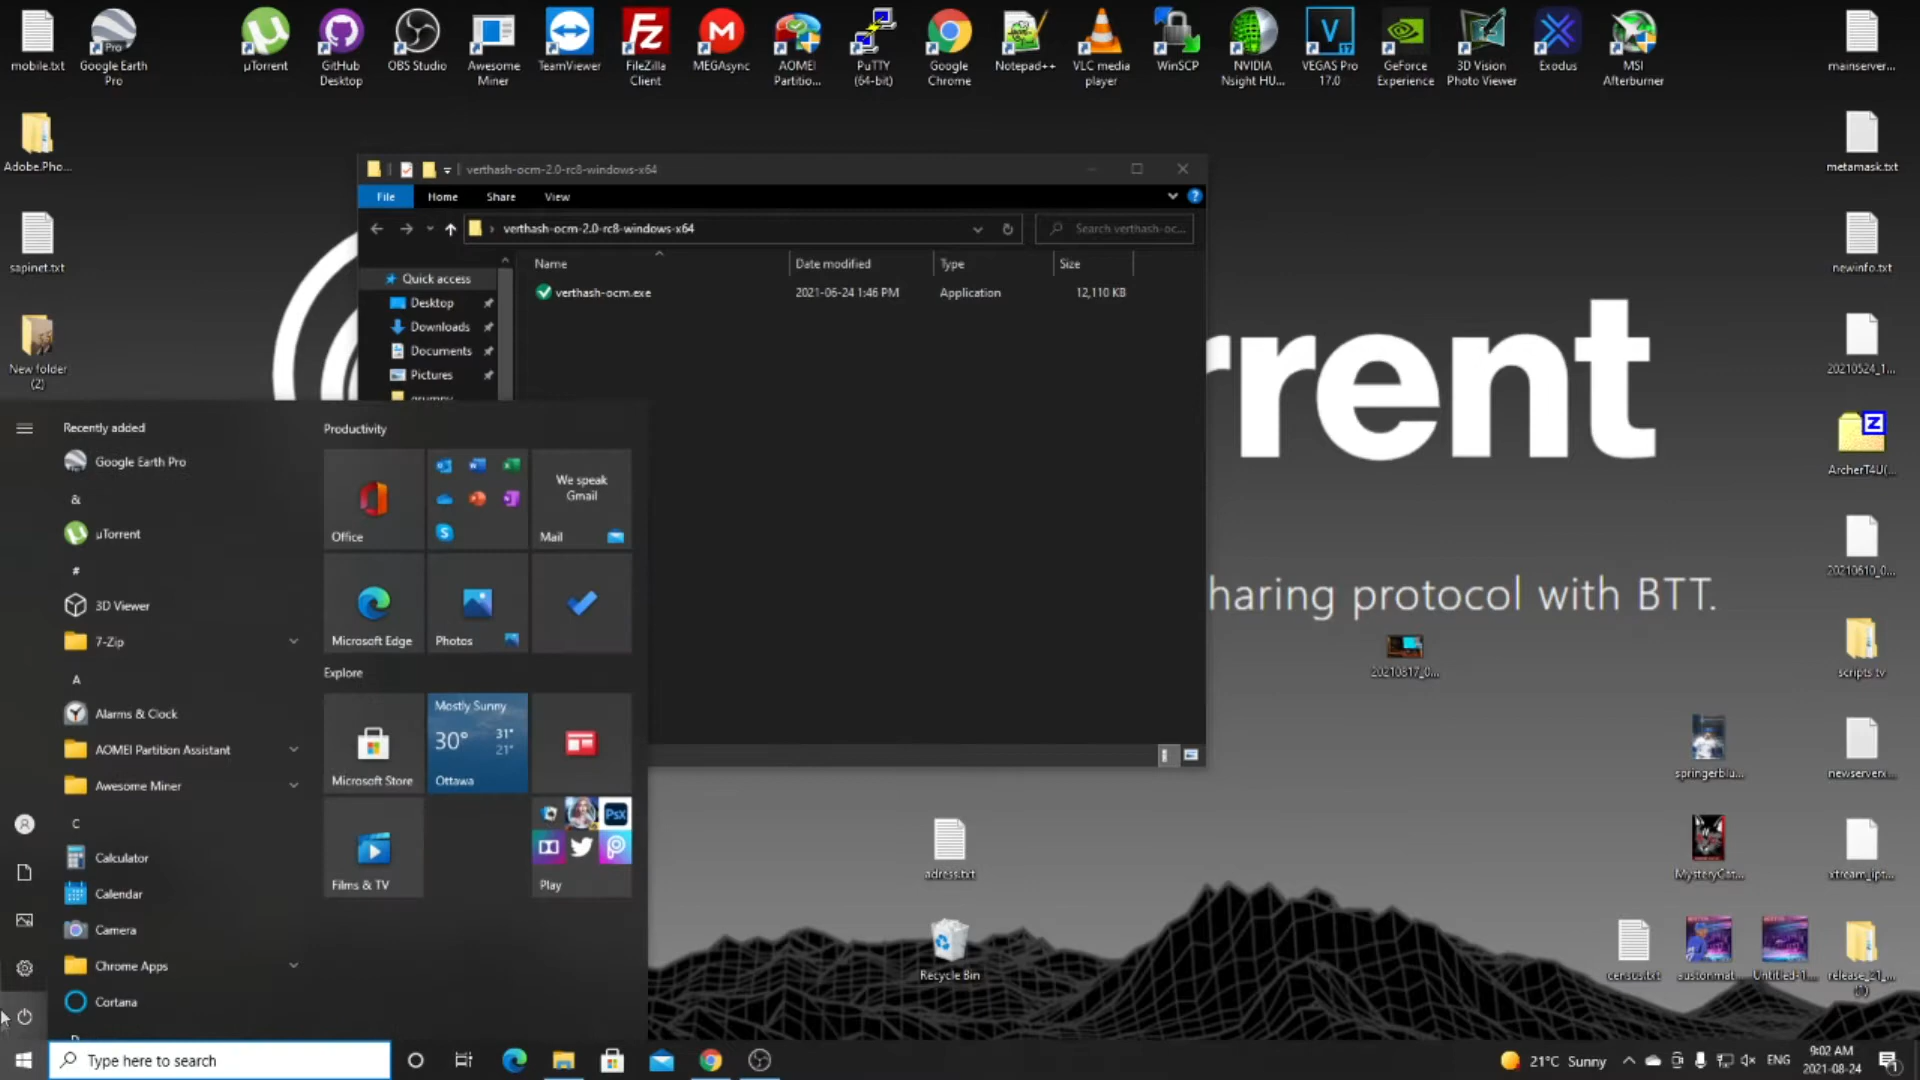 mobile.txt
Google Earth
Pro
µTorrent
GitHub
Desktop
OBS Studio
Awesome
Miner
TeamViewer
FileZilla
Client
MEGAsync
AOMEI
Partitio...
PuTTY
(64-bit)
Google
Chrome
Notepad++
VLC media
player
WinSCP
NVIDIA
Nsight HU...
VEGAS Pro
17.0
GeForce
Experience
3D Vision
Photo Viewer
Exodus
MSI
Afterburner
mainserver...
Adobe.Pho...
metamask.txt
sapinet.txt
newinfo.txt
New folder
(2)
20210524_1...
ArcherT4U(...
20210610_0...
scripts.tv
20210817_0...
springerblu...
newserverx...
MysteryCas...
xtream_ipt...
adress.txt
Recycle Bin
census.txt
austonmat...
Untitled-1...
release_21_...
(1)
rrent
haring protocol with BTT.
verthash-ocm-2.0-rc8-windows-x64
File
Home
Share
View
verthash-ocm-2.0-rc8-windows-x64
Search verthash-oc...
Name
Date modified
Type
Size
verthash-ocm.exe
2021-06-24 1:46 PM
Application
12,110 KB
Quick access
Desktop
Downloads
Documents
Pictures
grumpy
Recently added
Google Earth Pro
&
µTorrent
#
3D Viewer
7-Zip
A
Alarms & Clock
AOMEI Partition Assistant
Awesome Miner
C
Calculator
Calendar
Camera
Chrome Apps
Cortana
Productivity
Office
We speak
Gmail
Mail
Microsoft Edge
Photos
Explore
Microsoft Store
Mostly Sunny
30°
31°
21°
Ottawa
Films & TV
Play
Type here to search
21°C Sunny
ENG
9:02 AM
2021-08-24
1